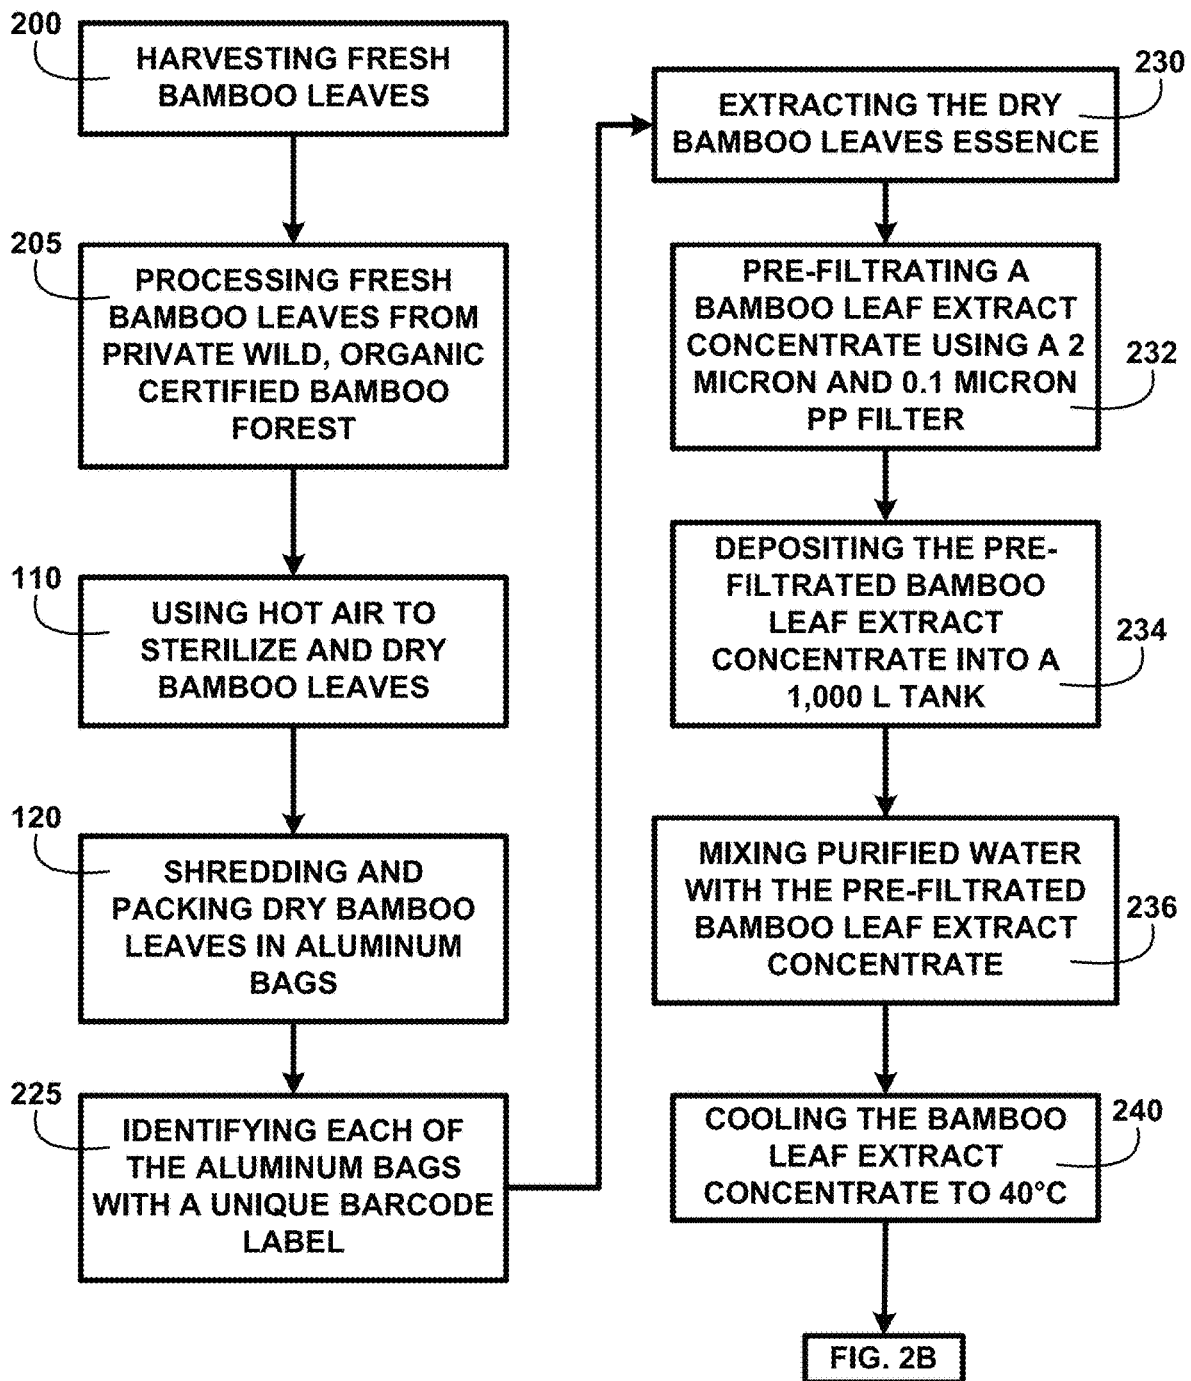 200
HARVESTING FRESH
BAMBOO LEAVES
205
PROCESSING FRESH
BAMBOO LEAVES FROM
PRIVATE WILD, ORGANIC
CERTIFIED BAMBOO
FOREST
110
USING HOT AIR TO
STERILIZE AND DRY
BAMBOO LEAVES
120
SHREDDING AND
PACKING DRY BAMBOO
LEAVES IN ALUMINUM
BAGS
225
IDENTIFYING EACH OF
THE ALUMINUM BAGS
WITH A UNIQUE BARCODE
LABEL
230
EXTRACTING THE DRY
BAMBOO LEAVES ESSENCE
PRE-FILTRATING A
BAMBOO LEAF EXTRACT
CONCENTRATE USING A 2
MICRON AND 0.1 MICRON
PP FILTER
232
DEPOSITING THE PRE-
FILTRATED BAMBOO
LEAF EXTRACT
CONCENTRATE INTO A
1,000 L TANK
234
MIXING PURIFIED WATER
WITH THE PRE-FILTRATED
BAMBOO LEAF EXTRACT
CONCENTRATE
236
COOLING THE BAMBOO
LEAF EXTRACT
CONCENTRATE TO 40°C
240
FIG. 2B